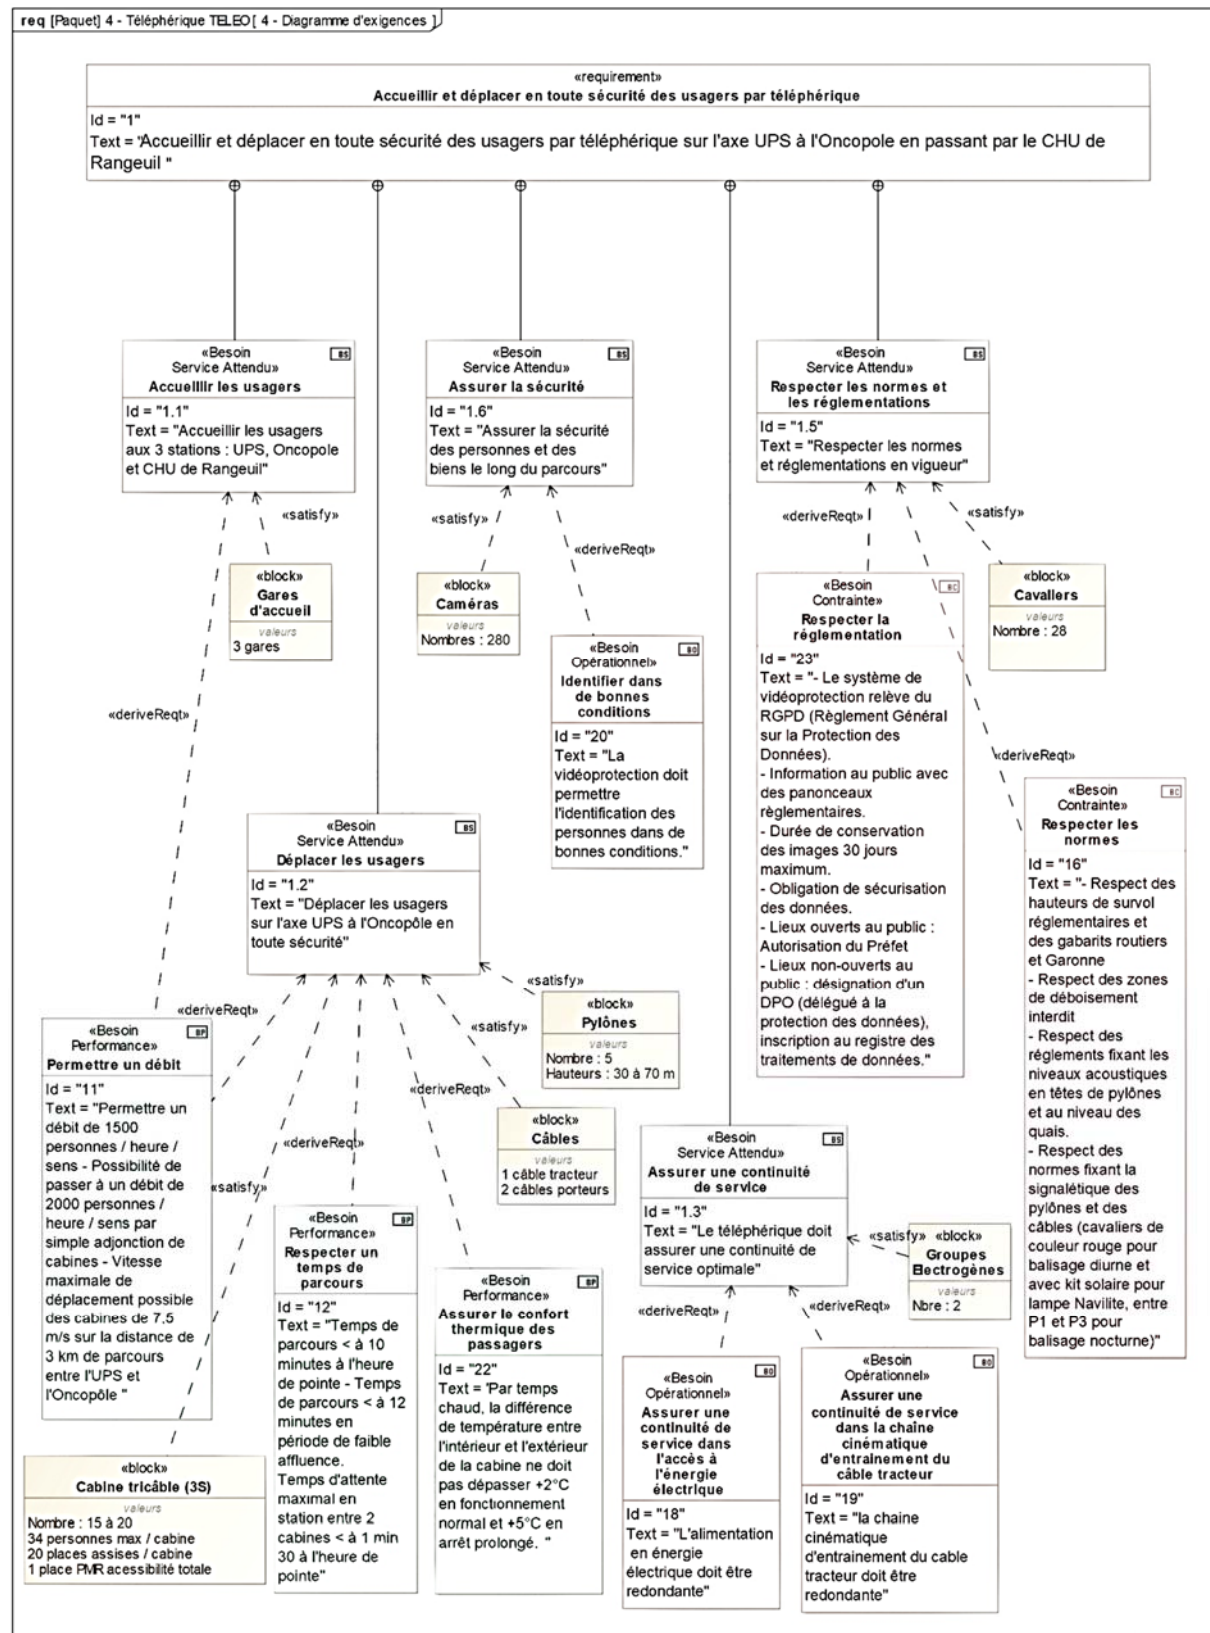 req [Paquet] 4 - Téléphérique TELEO[ 4 - Diagramme d'exigences ]
«requirement»
Accueillir et déplacer en toute sécurité des usagers par téléphérique
Id = "1"
Text = "Accueillir et déplacer en toute sécurité des usagers par téléphérique sur l'axe UPS à l'Oncopole en passant par le CHU de
Rangeuil "
«Besoin
Service Attendu»
BS
Accueillir les usagers
Id = "1.1"
Text = "Accueillir les usagers
aux 3 stations : UPS, Oncopole
et CHU de Rangeuil"
«Besoin
Service Attendu»
BS
Assurer la sécurité
Id = "1.6"
Text = "Assurer la sécurité
des personnes et des
biens le long du parcours"
«Besoin
Service Attendu»
BS
Respecter les normes et
les réglementations
Id = "1.5"
Text = "Respecter les normes
et réglementations en vigueur"
«satisfy»
«satisfy»
«deriveReqt»
«deriveReqt»
«satisfy»
«block»
Gares
d'accueil
valeurs
3 gares
«block»
Caméras
valeurs
Nombres : 280
«Besoin
Opérationnel»
BO
Identifier dans
de bonnes
conditions
Id = "20"
Text = "La
vidéoprotection doit
permettre
l'identification des
personnes dans de
bonnes conditions."
«Besoin
Contrainte»
BC
Respecter la
réglementation
Id = "23"
Text = "- Le système de
vidéoprotection relève du
RGPD (Règlement Général
sur la Protection des
Données).
- Information au public avec
des panonceaux
règlementaires.
- Durée de conservation
des images 30 jours
maximum.
- Obligation de sécurisation
des données.
- Lieux ouverts au public :
Autorisation du Préfet
- Lieux non-ouverts au
public : désignation d'un
DPO (délégué à la
protection des données),
inscription au registre des
traitements de données."
«block»
Cavaliers
valeurs
Nombre : 28
«deriveReqt»
«deriveReqt»
«Besoin
Contrainte»
BC
Respecter les
normes
Id = "16"
Text = "- Respect des
hauteurs de survol
réglementaires et
des gabarits routiers
et Garonne
- Respect des zones
de déboisement
interdit
- Respect des
réglements fixant les
niveaux acoustiques
en têtes de pylônes
et au niveau des
quais.
- Respect des
normes fixant la
signalétique des
pylônes et des
câbles (cavaliers de
couleur rouge pour
balisage diurne et
avec kit solaire pour
lampe Navilite, entre
P1 et P3 pour
balisage nocturne)"
«Besoin
Service Attendu»
BS
Déplacer les usagers
Id = "1.2"
Text = "Déplacer les usagers
sur l'axe UPS à l'Oncopôle en
toute sécurité"
«deriveReqt»
«satisfy»
«satisfy»
«deriveReqt»
«deriveReqt»
«satisfy»
«block»
Pylônes
valeurs
Nombre : 5
Hauteurs : 30 à 70 m
«block»
Câbles
valeurs
1 câble tracteur
2 câbles porteurs
«Besoin
Performance»
BP
Permettre un débit
Id = "11"
Text = "Permettre un
débit de 1500
personnes / heure /
sens - Possibilité de
passer à un débit de
2000 personnes /
heure / sens par
simple adjonction de
cabines - Vitesse
maximale de
déplacement possible
des cabines de 7,5
m/s sur la distance de
3 km de parcours
entre l'UPS et
l'Oncopôle "
«Besoin
Performance»
BP
Respecter un
temps de
parcours
Id = "12"
Text = "Temps de
parcours < à 10
minutes à l'heure
de pointe - Temps
de parcours < à 12
minutes en
période de faible
affluence.
Temps d'attente
maximal en
station entre 2
cabines < à 1 min
30 à l'heure de
pointe"
«Besoin
Performance»
BP
Assurer le confort
thermique des
passagers
Id = "22"
Text = "Par temps
chaud, la différence
de température entre
l'intérieur et l'extérieur
de la cabine ne doit
pas dépasser +2°C
en fonctionnement
normal et +5°C en
arrêt prolongé. "
«Besoin
Service Attendu»
BS
Assurer une continuité
de service
Id = "1.3"
Text = "Le téléphérique doit
assurer une continuité de
service optimale"
«satisfy»
«block»
Groupes
Electrogènes
valeurs
Nbre : 2
«deriveReqt»
«deriveReqt»
«Besoin
Opérationnel»
BO
Assurer une
continuité de
service dans
l'accès à
l'énergie
électrique
Id = "18"
Text = "L'alimentation
en énergie
électrique doit être
redondante"
«Besoin
Opérationnel»
BO
Assurer une
continuité de service
dans la chaîne
cinématique
d'entrainement du
câble tracteur
Id = "19"
Text = "la chaine
cinématique
d'entrainement du cable
tracteur doit être
redondante"
«block»
Cabine tricâble (3S)
valeurs
Nombre : 15 à 20
34 personnes max / cabine
20 places assises / cabine
1 place PMR acessibilité totale